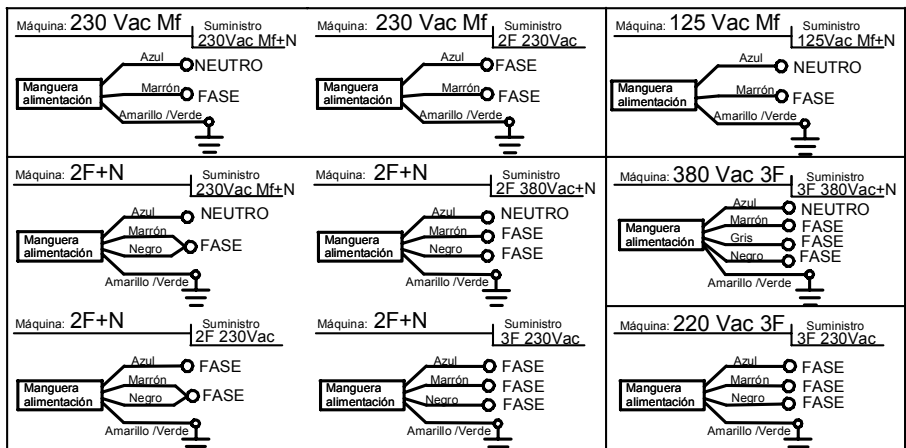 Máquina: 230 Vac Mf Suministro
230Vac Mf+N
Azul NEUTRO
Manguera alimentación
Marrón FASE
Amarillo /Verde
Máquina: 230 Vac Mf Suministro
2F 230Vac
Azul FASE
Manguera alimentación
Marrón FASE
Amarillo /Verde
Máquina: 125 Vac Mf Suministro
125Vac Mf+N
Azul NEUTRO
Manguera alimentación
Marrón FASE
Amarillo /Verde
Máquina: 2F+N Suministro
230Vac Mf+N
Azul NEUTRO
Marrón
Manguera alimentación
FASE
Negro
Amarillo /Verde
Máquina: 2F+N Suministro
2F 380Vac+N
Azul NEUTRO
Marrón FASE
Manguera alimentación
Negro FASE
Amarillo /Verde
Máquina: 380 Vac 3F Suministro
3F 380Vac+N
Azul NEUTRO
Marrón FASE
Manguera alimentación
Gris FASE
Negro FASE
Amarillo /Verde
Máquina: 2F+N Suministro
2F 230Vac
Azul FASE
Marrón
Manguera alimentación
FASE
Negro
Amarillo /Verde
Máquina: 2F+N Suministro
3F 230Vac
Azul FASE
Marrón FASE
Manguera alimentación
Negro FASE
Amarillo /Verde
Máquina: 220 Vac 3F Suministro
3F 230Vac
Azul FASE
Marrón FASE
Manguera alimentación
Negro FASE
Amarillo /Verde